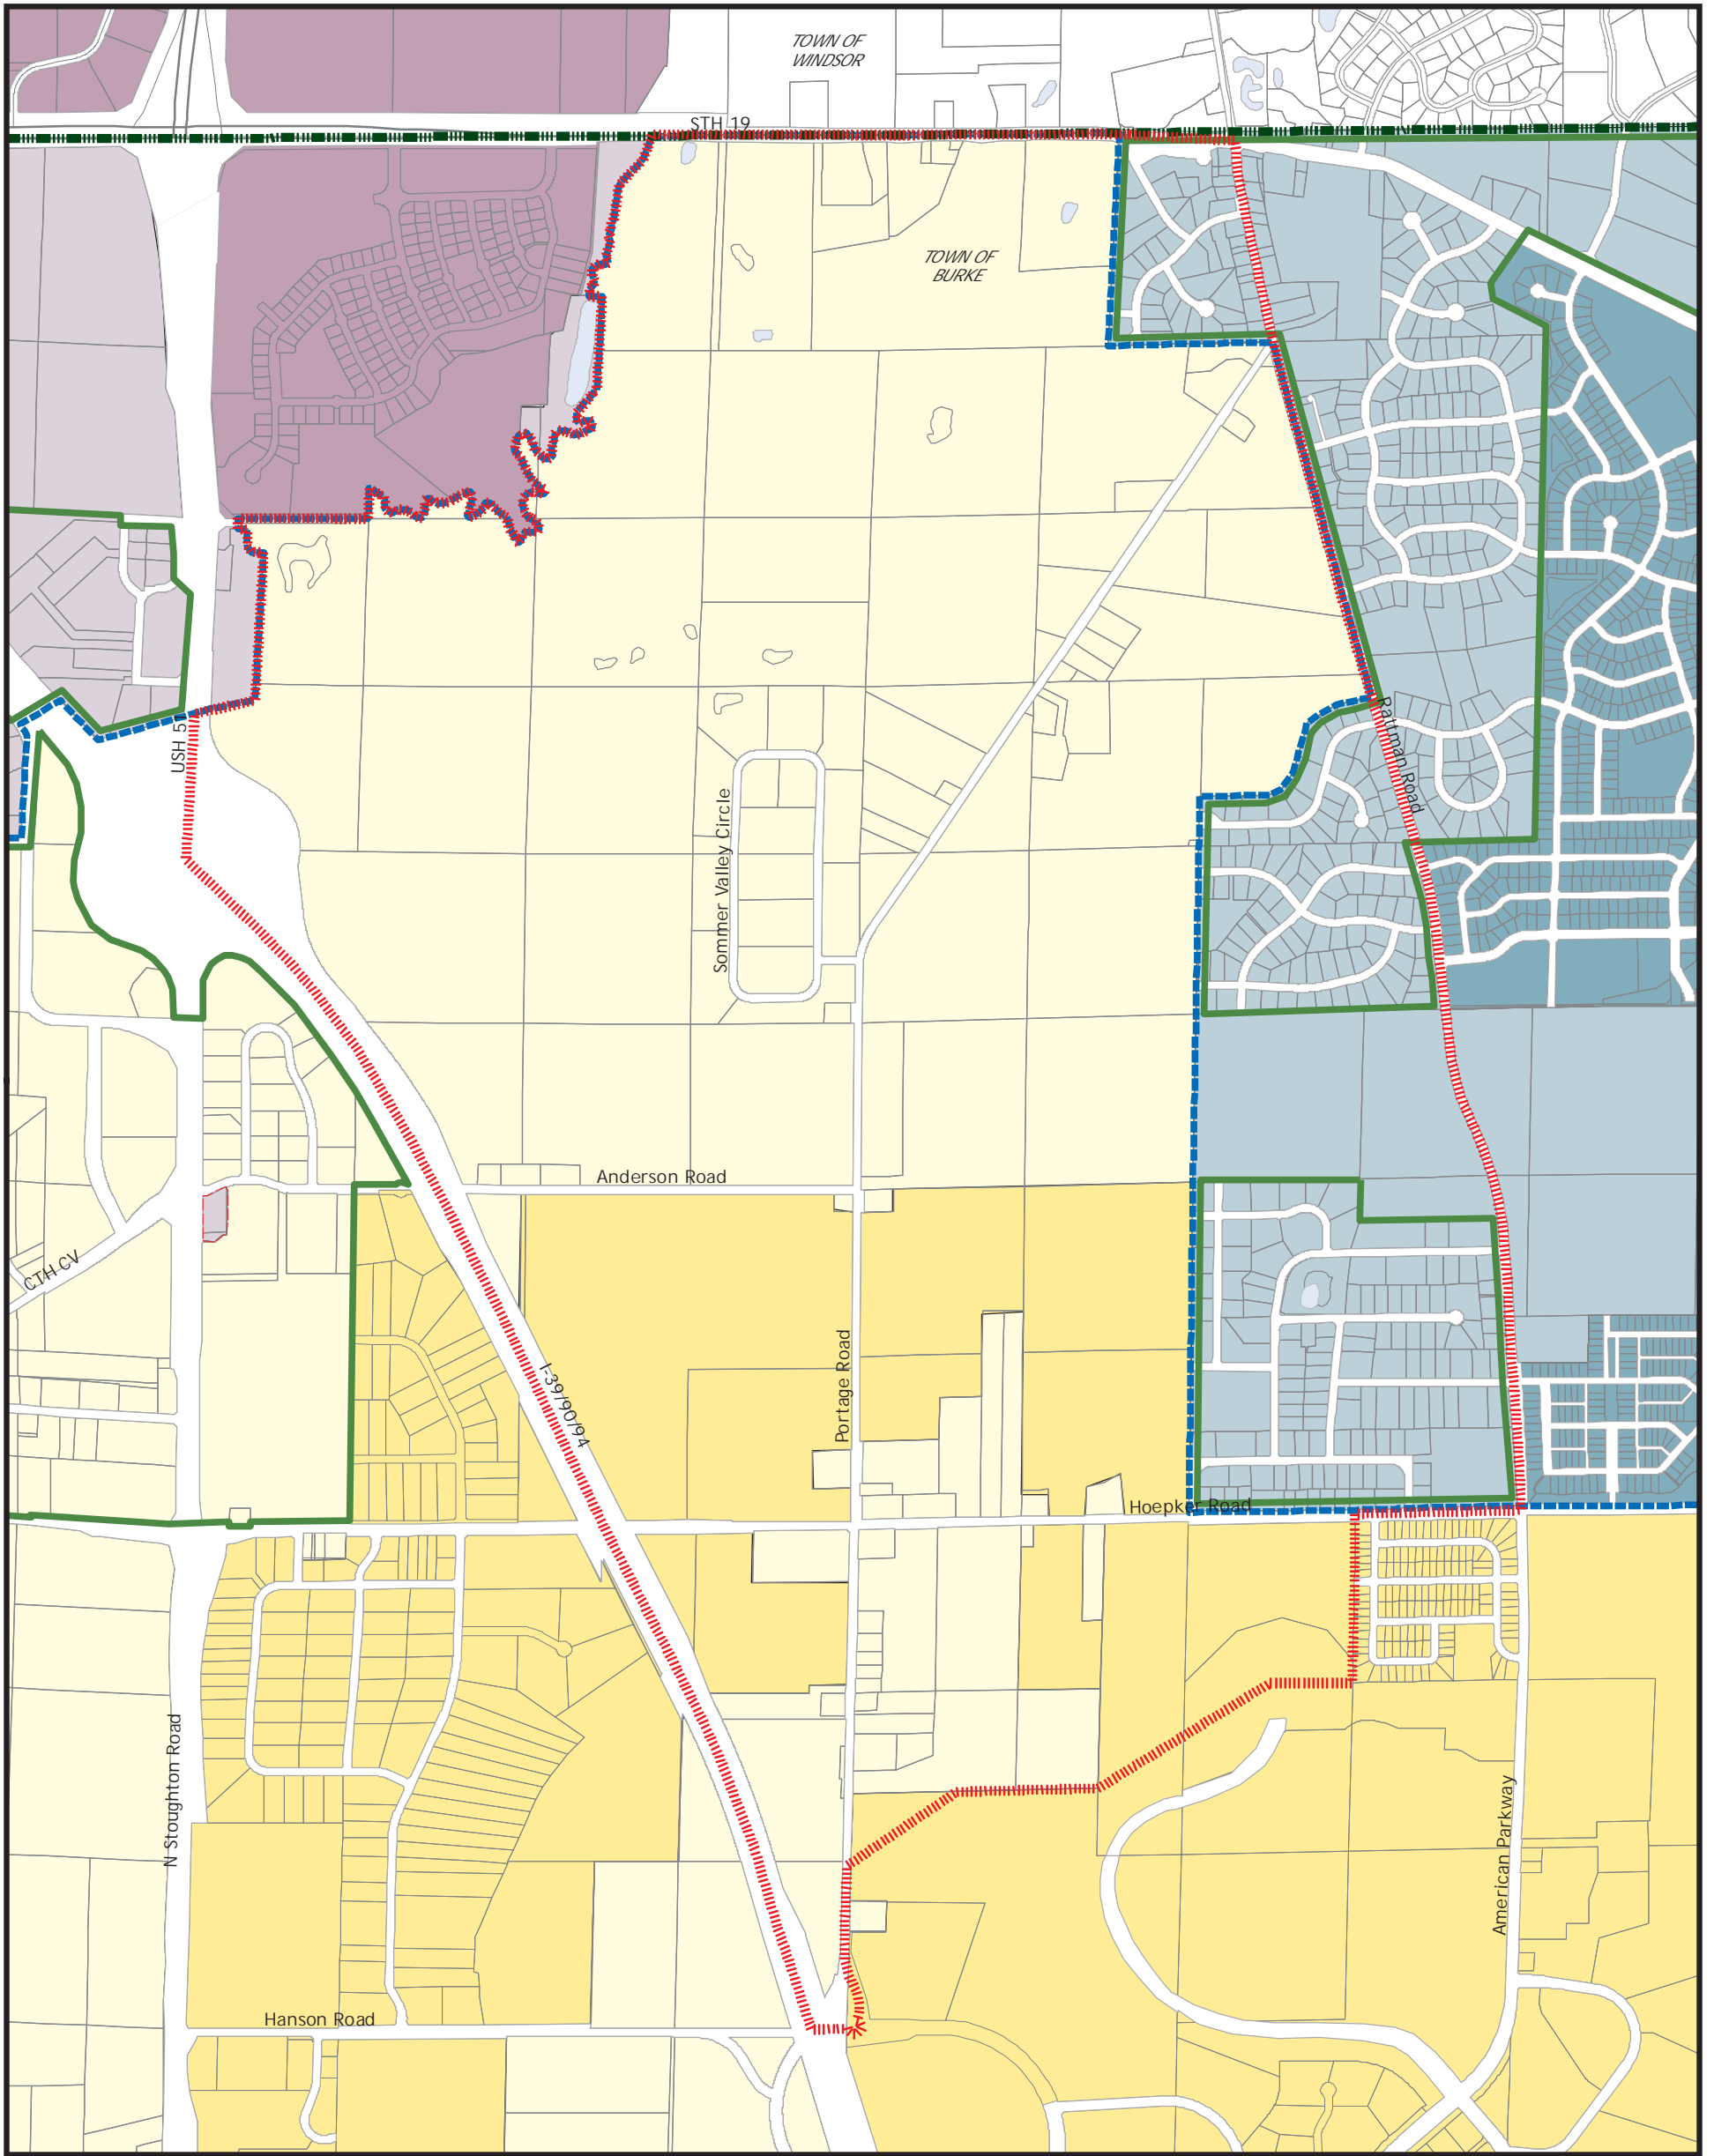 TOWN OF
WINDSOR
STH 19
TOWN OF
BURKE
Rattman Road
USH 51
Sommer Valley Circle
Anderson Road
CTH CV
Portage Road
I-39/90/94
Hoepker Road
N Stoughton Road
American Parkway
Hanson Road